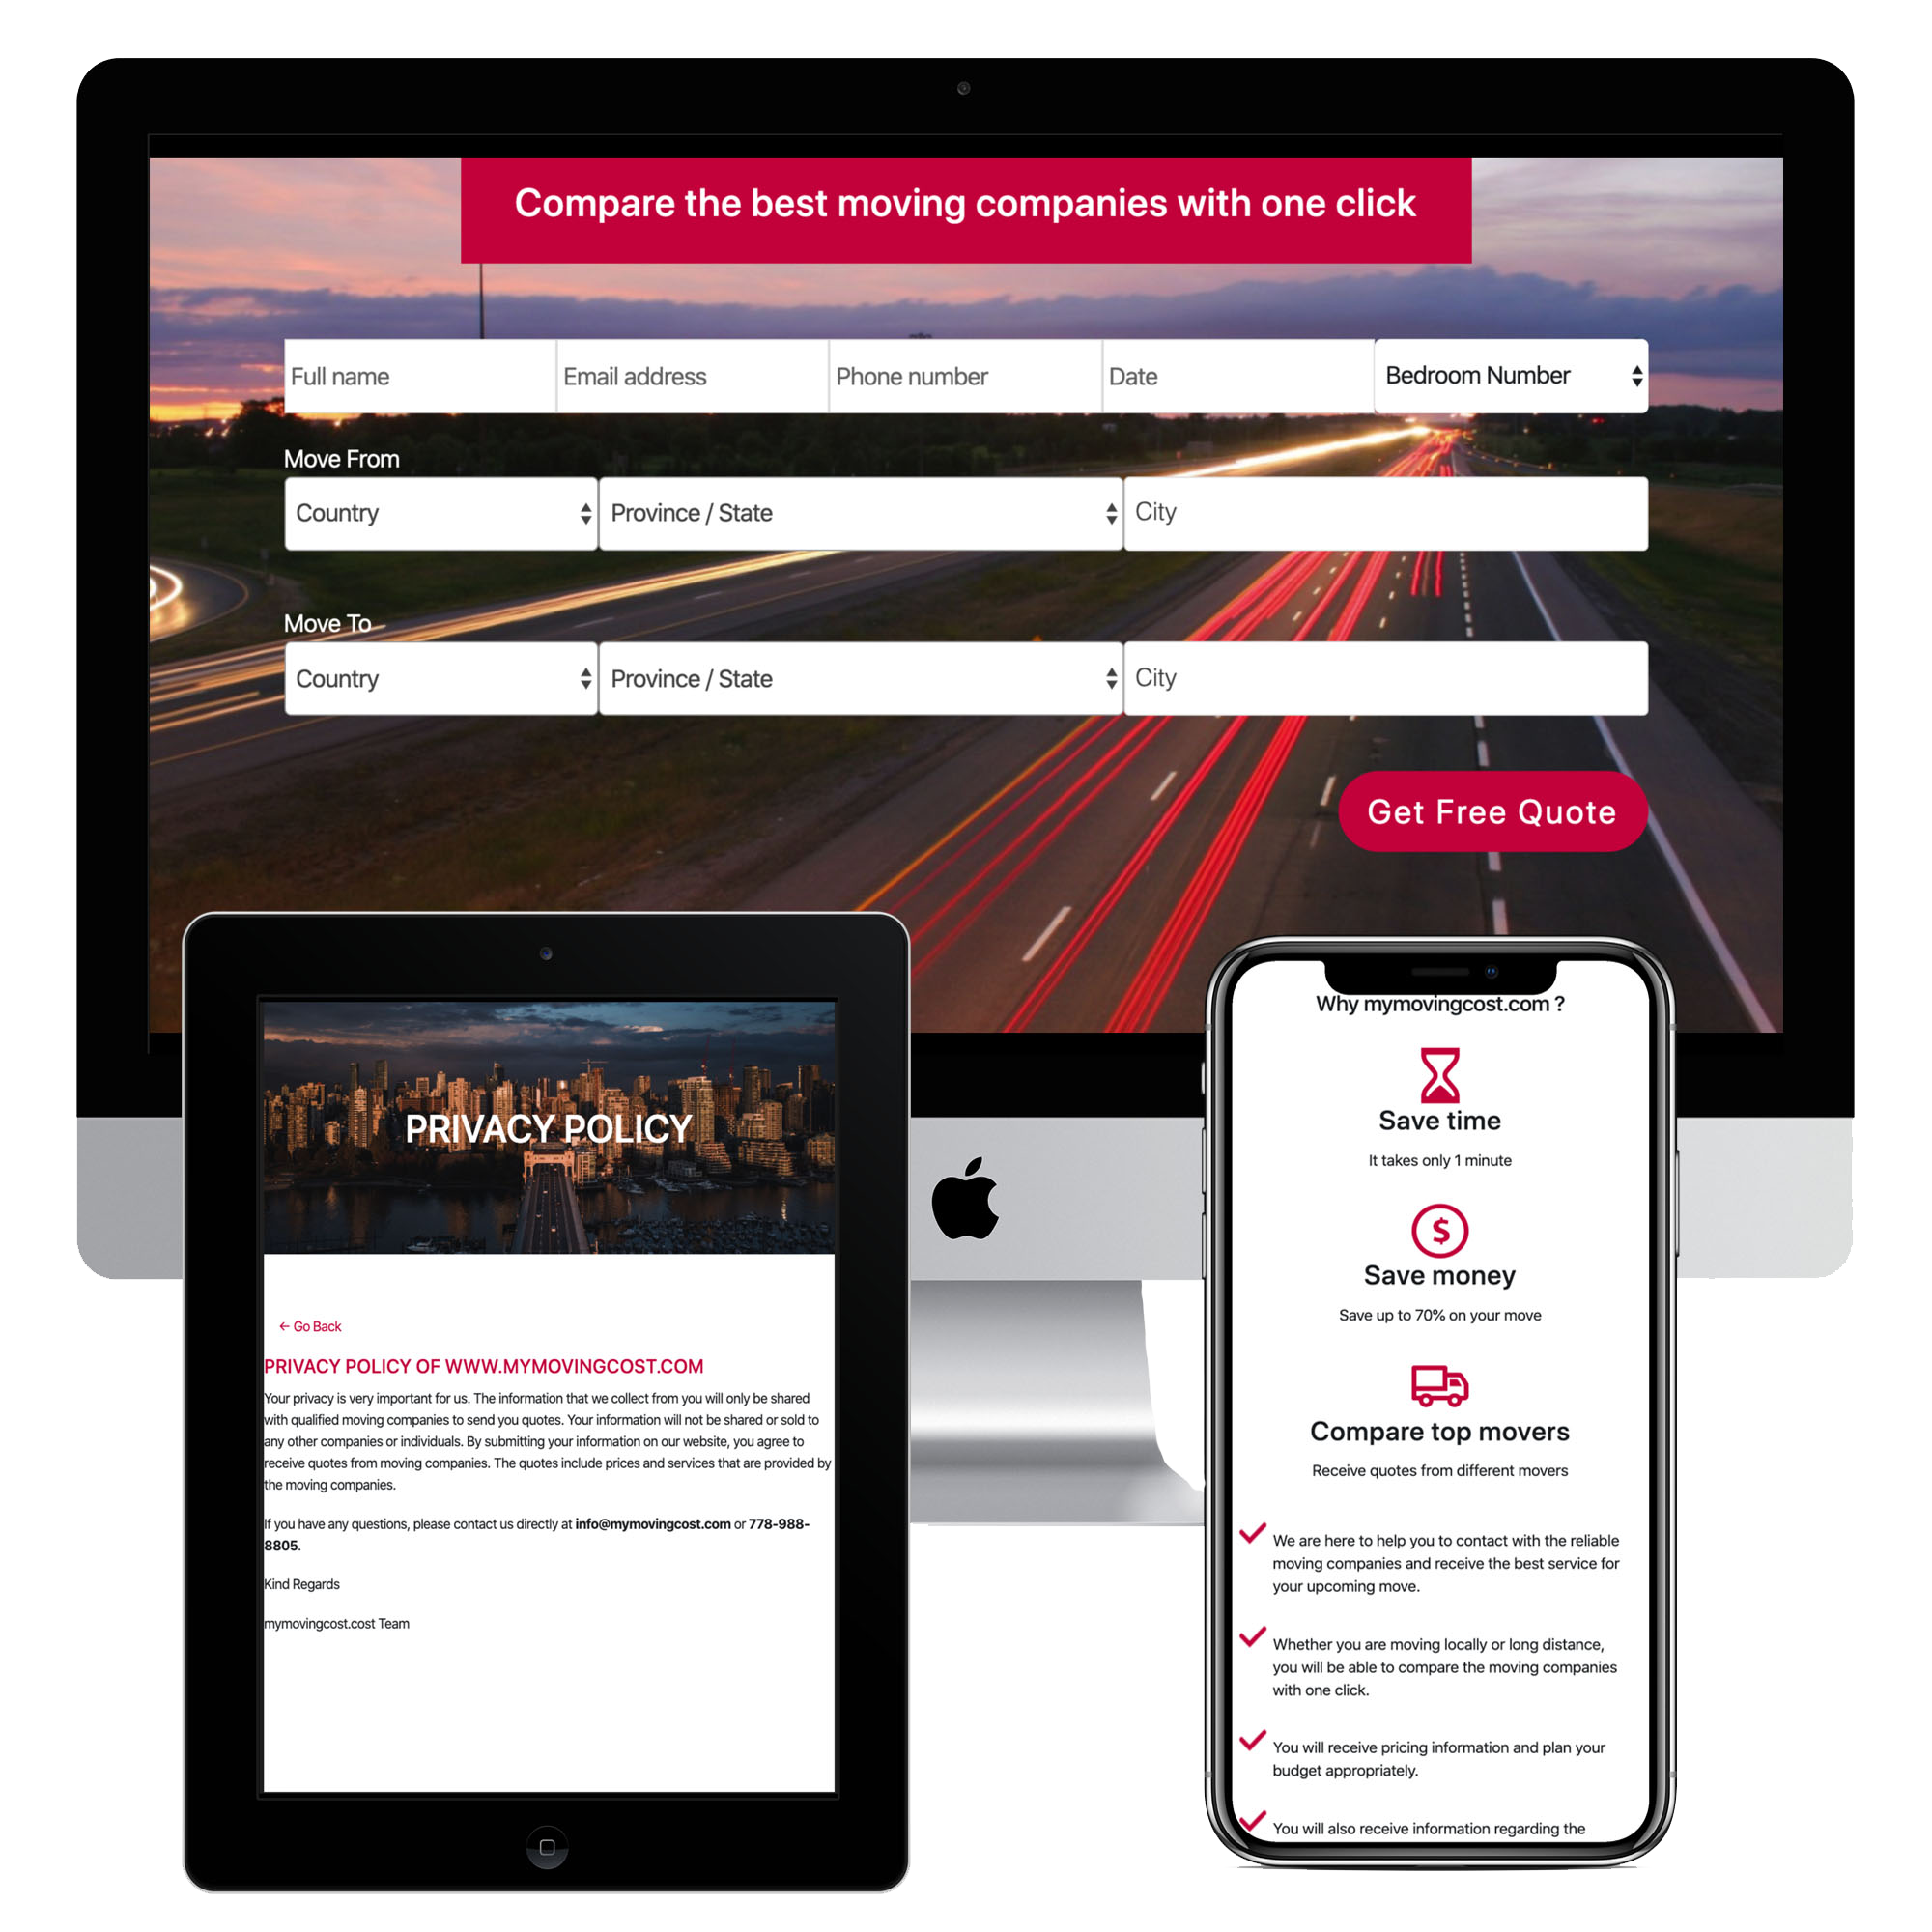 Compare the best moving companies with one click
Full name Email address Phone number Date Bedroom Number
Move From
Country Province / State City
Move To
Country Province / State City
Get Free Quote
PRIVACY POLICY
← Go Back
PRIVACY POLICY OF WWW.MYMOVINGCOST.COM
Your privacy is very important for us. The information that we collect from you will only be shared
with qualified moving companies to send you quotes. Your information will not be shared or sold to
any other companies or individuals. By submitting your information on our website, you agree to
receive quotes from moving companies. The quotes include prices and services that are provided by
the moving companies.
If you have any questions, please contact us directly at info@mymovingcost.com or 778-988-
8805.
Kind Regards
mymovingcost.cost Team
Why mymovingcost.com ?
Save time
It takes only 1 minute
$
Save money
Save up to 70% on your move
Compare top movers
Receive quotes from different movers
We are here to help you to contact with the reliable
moving companies and receive the best service for
your upcoming move.
Whether you are moving locally or long distance,
you will be able to compare the moving companies
with one click.
You will receive pricing information and plan your
budget appropriately.
You will also receive information regarding the